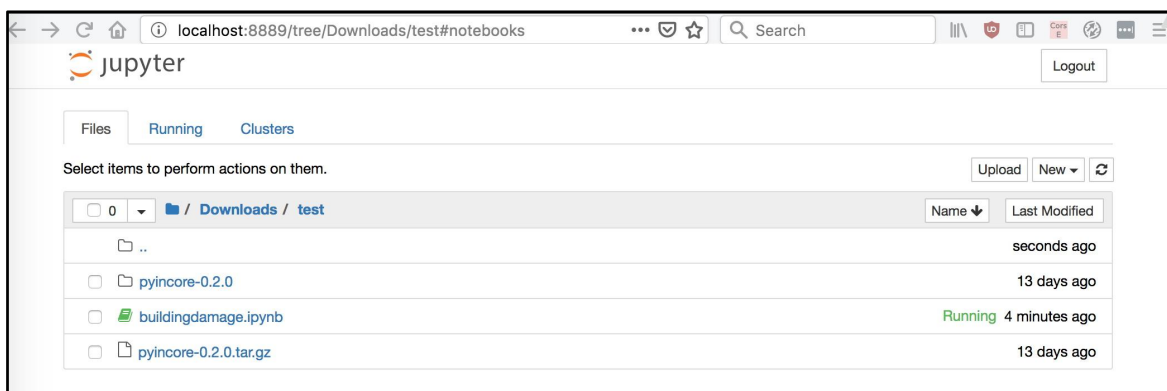 localhost:8889/tree/Downloads/test#notebooks Search Cors E
jupyter Logout
Files Running Clusters
Select items to perform actions on them. Upload New
0 / Downloads / test Name Last Modified
.. seconds ago
pyincore-0.2.0 13 days ago
buildingdamage.ipynb Running 4 minutes ago
pyincore-0.2.0.tar.gz 13 days ago